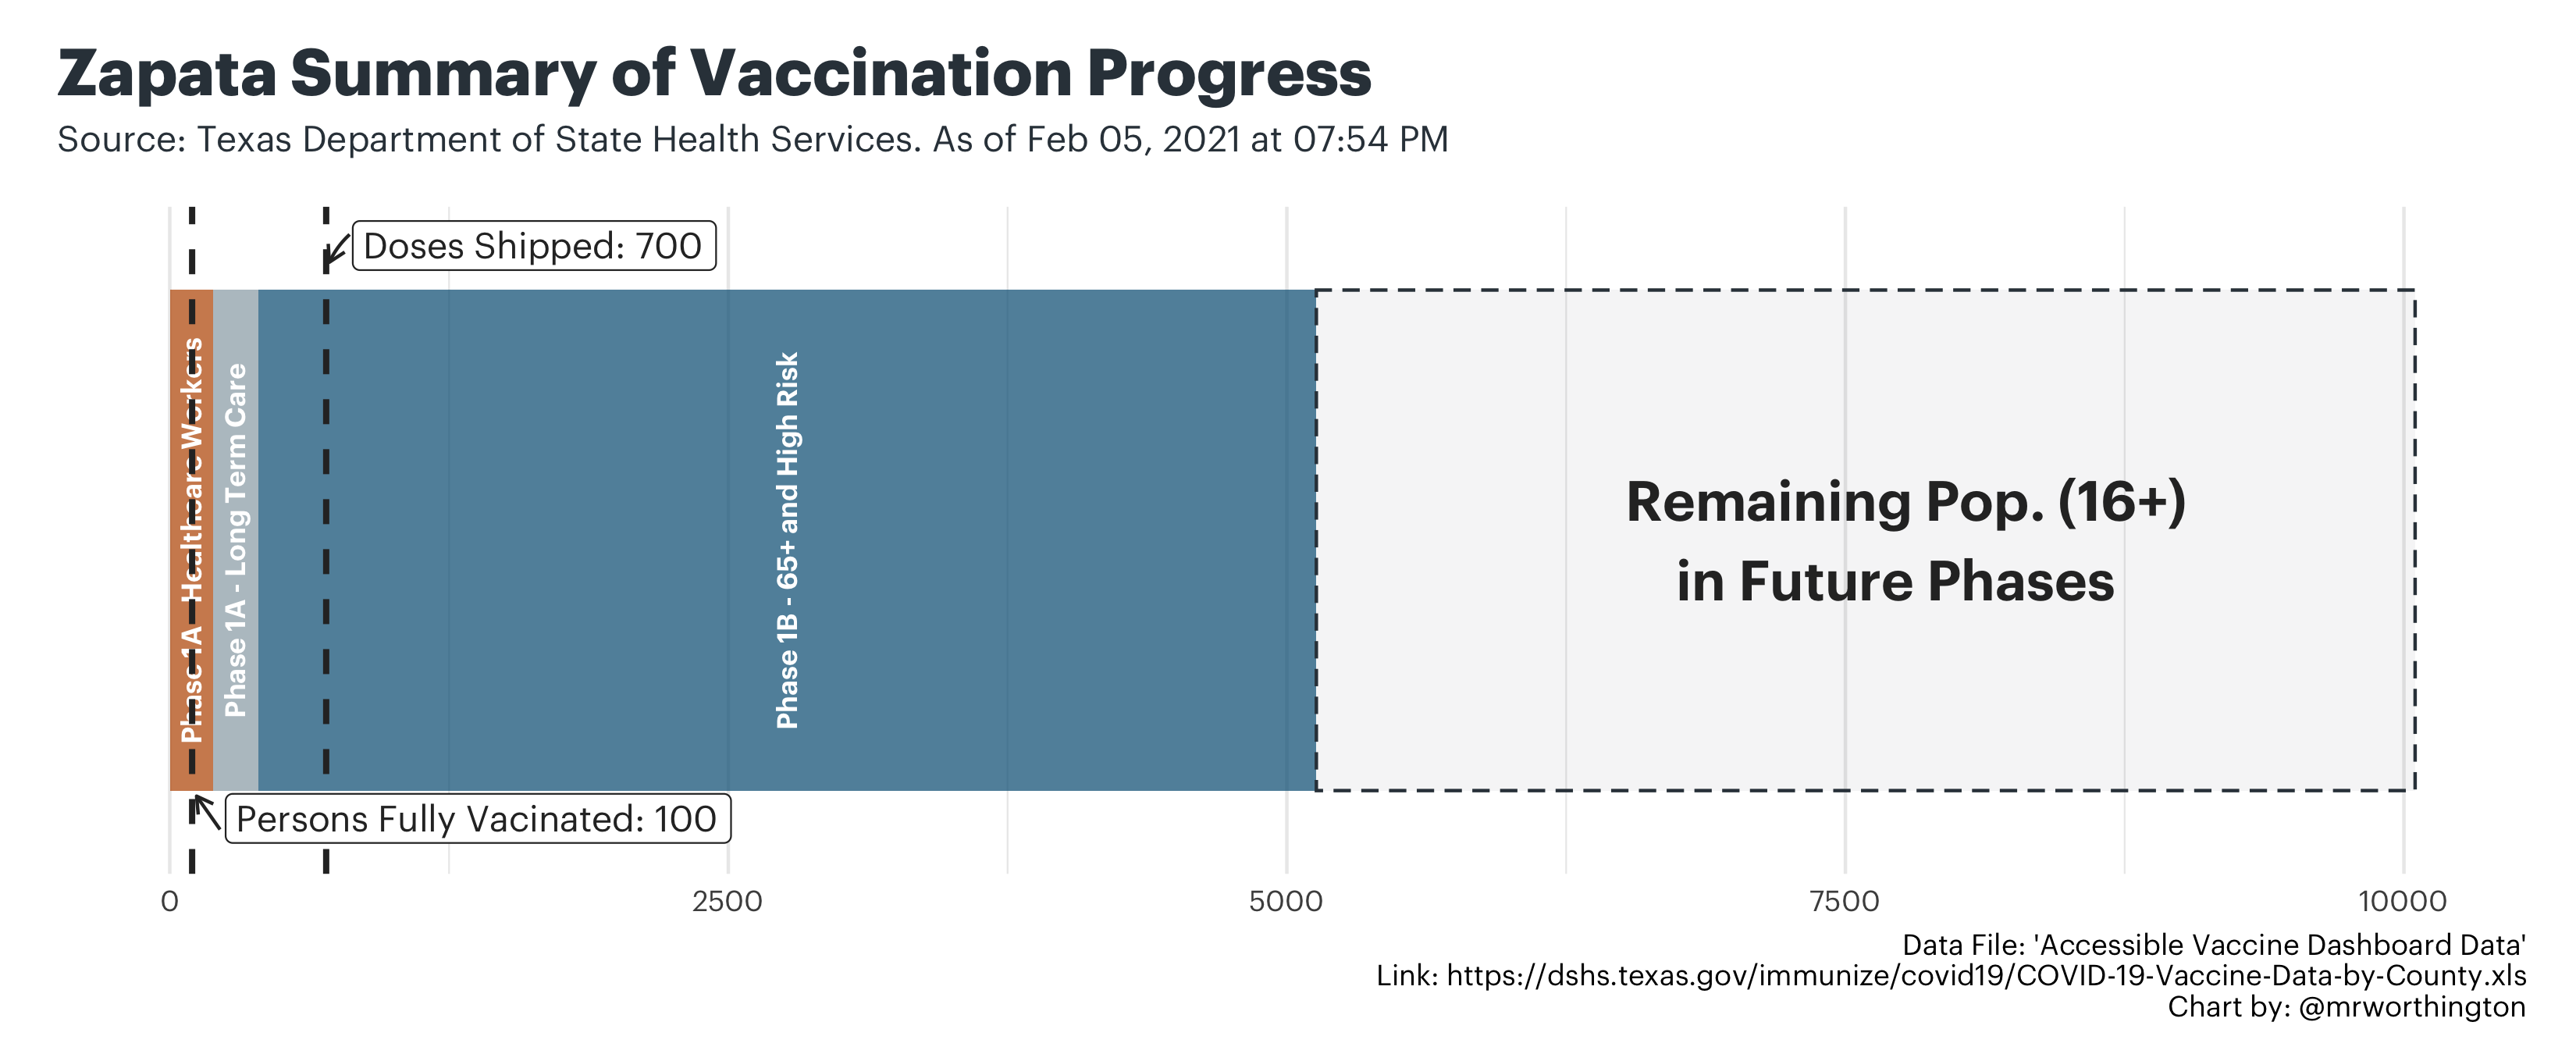 Zapata Summary of Vaccination Progress
Source: Texas Department of State Health Services. As of Feb 05, 2021 at 07:54 PM
Doses Shipped: 700
Phase 1A - Healthcare Workers
Phase 1A - Long Term Care
Phase 1B - 65+ and High Risk
Remaining Pop. (16+)
in Future Phases
Persons Fully Vacinated: 100
0 2500 5000 7500 10000
Data File: 'Accessible Vaccine Dashboard Data'
Link: https://dshs.texas.gov/immunize/covid19/COVID-19-Vaccine-Data-by-County.xls
Chart by: @mrworthington